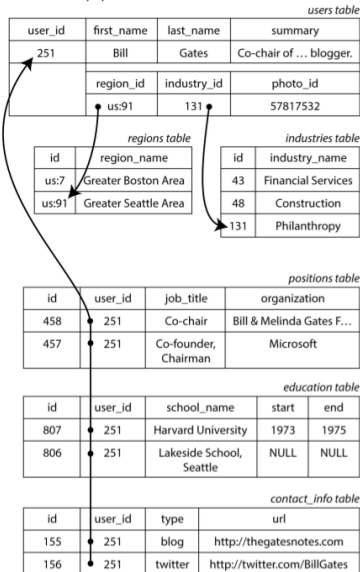 users table
user_id first_name last_name summary
251 Bill Gates Co-chair of … blogger.
region_id industry_id photo_id
us:91 131 57817532
regions table
id region_name
us:7 Greater Boston Area
us:91 Greater Seattle Area
industries table
id industry_name
43 Financial Services
48 Construction
131 Philanthropy
positions table
id user_id job_title organization
458 251 Co-chair Bill & Melinda Gates F…
457 251 Co-founder, Microsoft
Chairman
education table
id user_id school_name start end
807 251 Harvard University 1973 1975
806 251 Lakeside School, NULL NULL
Seattle
contact_info table
id user_id type url
155 251 blog http://thegatesnotes.com
156 251 twitter http://twitter.com/BillGates